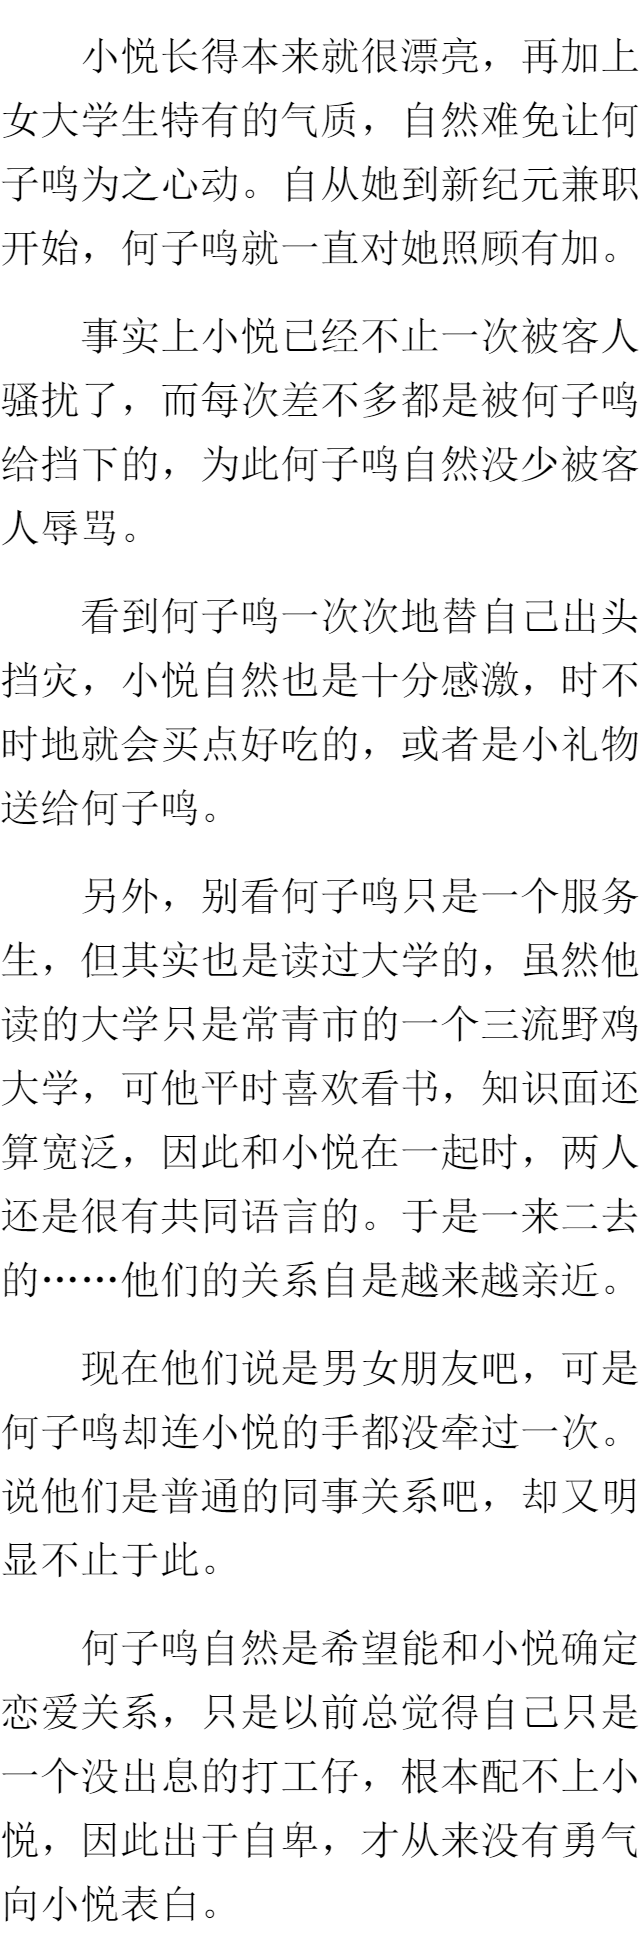 小悦长得本来就很漂亮，再加上
女大学生特有的气质，自然难免让何
子鸣为之心动。自从她到新纪元兼职
开始，何子鸣就一直对她照顾有加。
事实上小悦已经不止一次被客人
骚扰了，而每次差不多都是被何子鸣
给挡下的，为此何子鸣自然没少被客
人辱骂。
看到何子鸣一次次地替自己出头
挡灾，小悦自然也是十分感激，时不
时地就会买点好吃的，或者是小礼物
送给何子鸣。
另外，别看何子鸣只是一个服务
生，但其实也是读过大学的，虽然他
读的大学只是常青市的一个三流野鸡
大学，可他平时喜欢看书，知识面还
算宽泛，因此和小悦在一起时，两人
还是很有共同语言的。于是一来二去
的……他们的关系自是越来越亲近。
现在他们说是男女朋友吧，可是
何子鸣却连小悦的手都没牵过一次。
说他们是普通的同事关系吧，却又明
显不止于此。
何子鸣自然是希望能和小悦确定
恋爱关系，只是以前总觉得自己只是
一个没出息的打工仔，根本配不上小
悦，因此出于自卑，才从来没有勇气
向小悦表白。